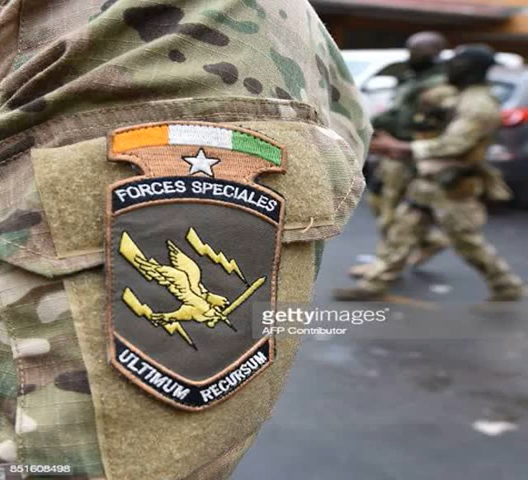 FORCES SPECIALES
gettyimages
AFP Contributor
ULTIMUM RECURSUM
851608498